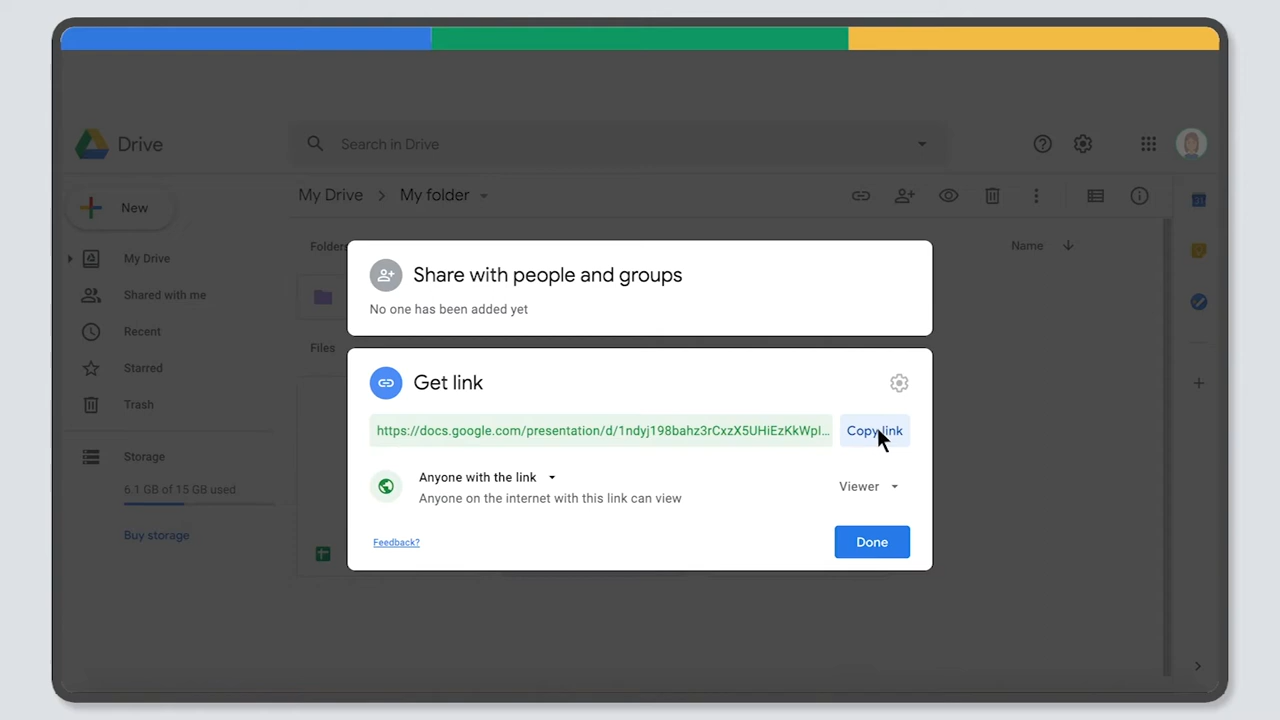 Drive
Search in Drive
New
My Drive
Shared with me
Recent
Starred
Trash
Storage
6.1 GB of 15 GB used
Buy storage
My Drive > My folder
Folders
Name
Files
Share with people and groups
No one has been added yet
Get link
https://docs.google.com/presentation/d/1ndyj198bahz3rCxzX5UHiEzKkWpI...
Copy link
Anyone with the link
Anyone on the internet with this link can view
Viewer
Feedback?
Done